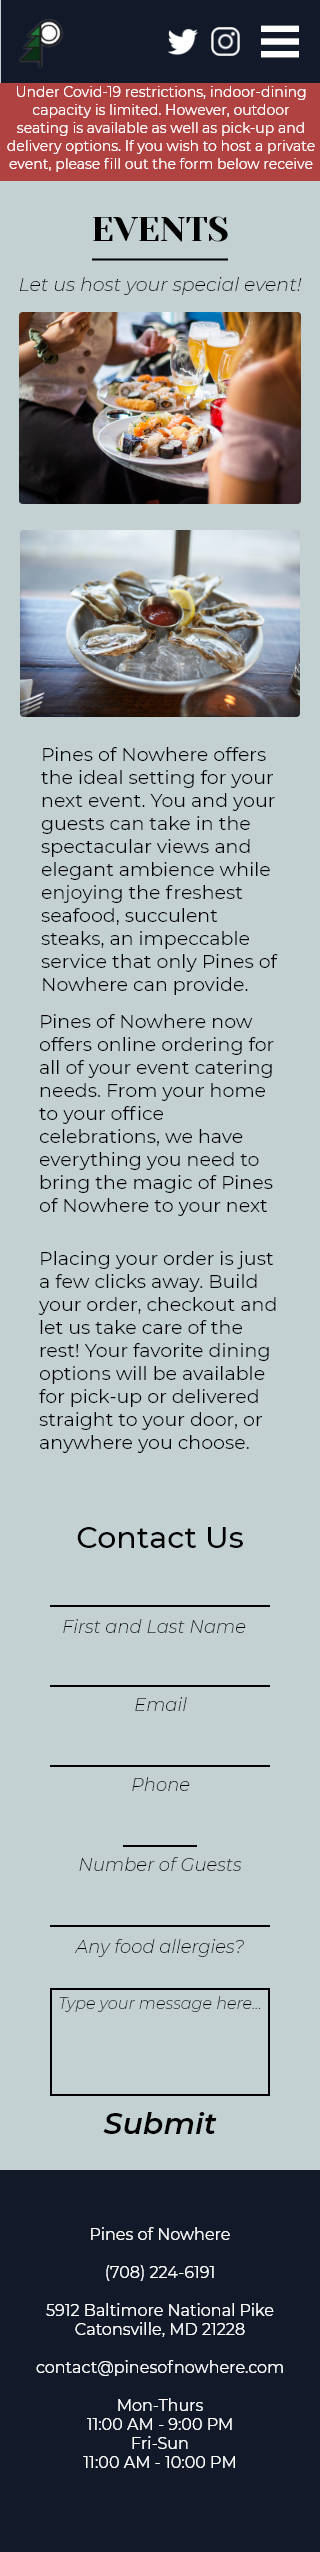 P
Under Covid-19 restrictions, indoor-dining
capacity is limited. However, outdoor
seating is available as well as pick-up and
delivery options. If you wish to host a private
event, please fill out the form below receive
EVENTS
Let us host your special event!
Pines of Nowhere offers
the ideal setting for your
next event. You and your
guests can take in the
spectacular views and
elegant ambience while
enjoying the freshest
seafood, succulent
steaks, an impeccable
service that only Pines of
Nowhere can provide.
Pines of Nowhere now
offers online ordering for
all of your event catering
needs. From your home
to your office
celebrations, we have
everything you need to
bring the magic of Pines
of Nowhere to your next
Placing your order is just
a few clicks away. Build
your order, checkout and
let us take care of the
rest! Your favorite dining
options will be available
for pick-up or delivered
straight to your door, or
anywhere you choose.
Contact Us
First and Last Name
Email
Phone
Number of Guests
Any food allergies?
Type your message here...
Submit
Pines of Nowhere
(708) 224-6191
5912 Baltimore National Pike
Catonsville, MD 21228
contact@pinesofnowhere.com
Mon-Thurs
11:00 AM - 9:00 PM
Fri-Sun
11:00 AM - 10:00 PM